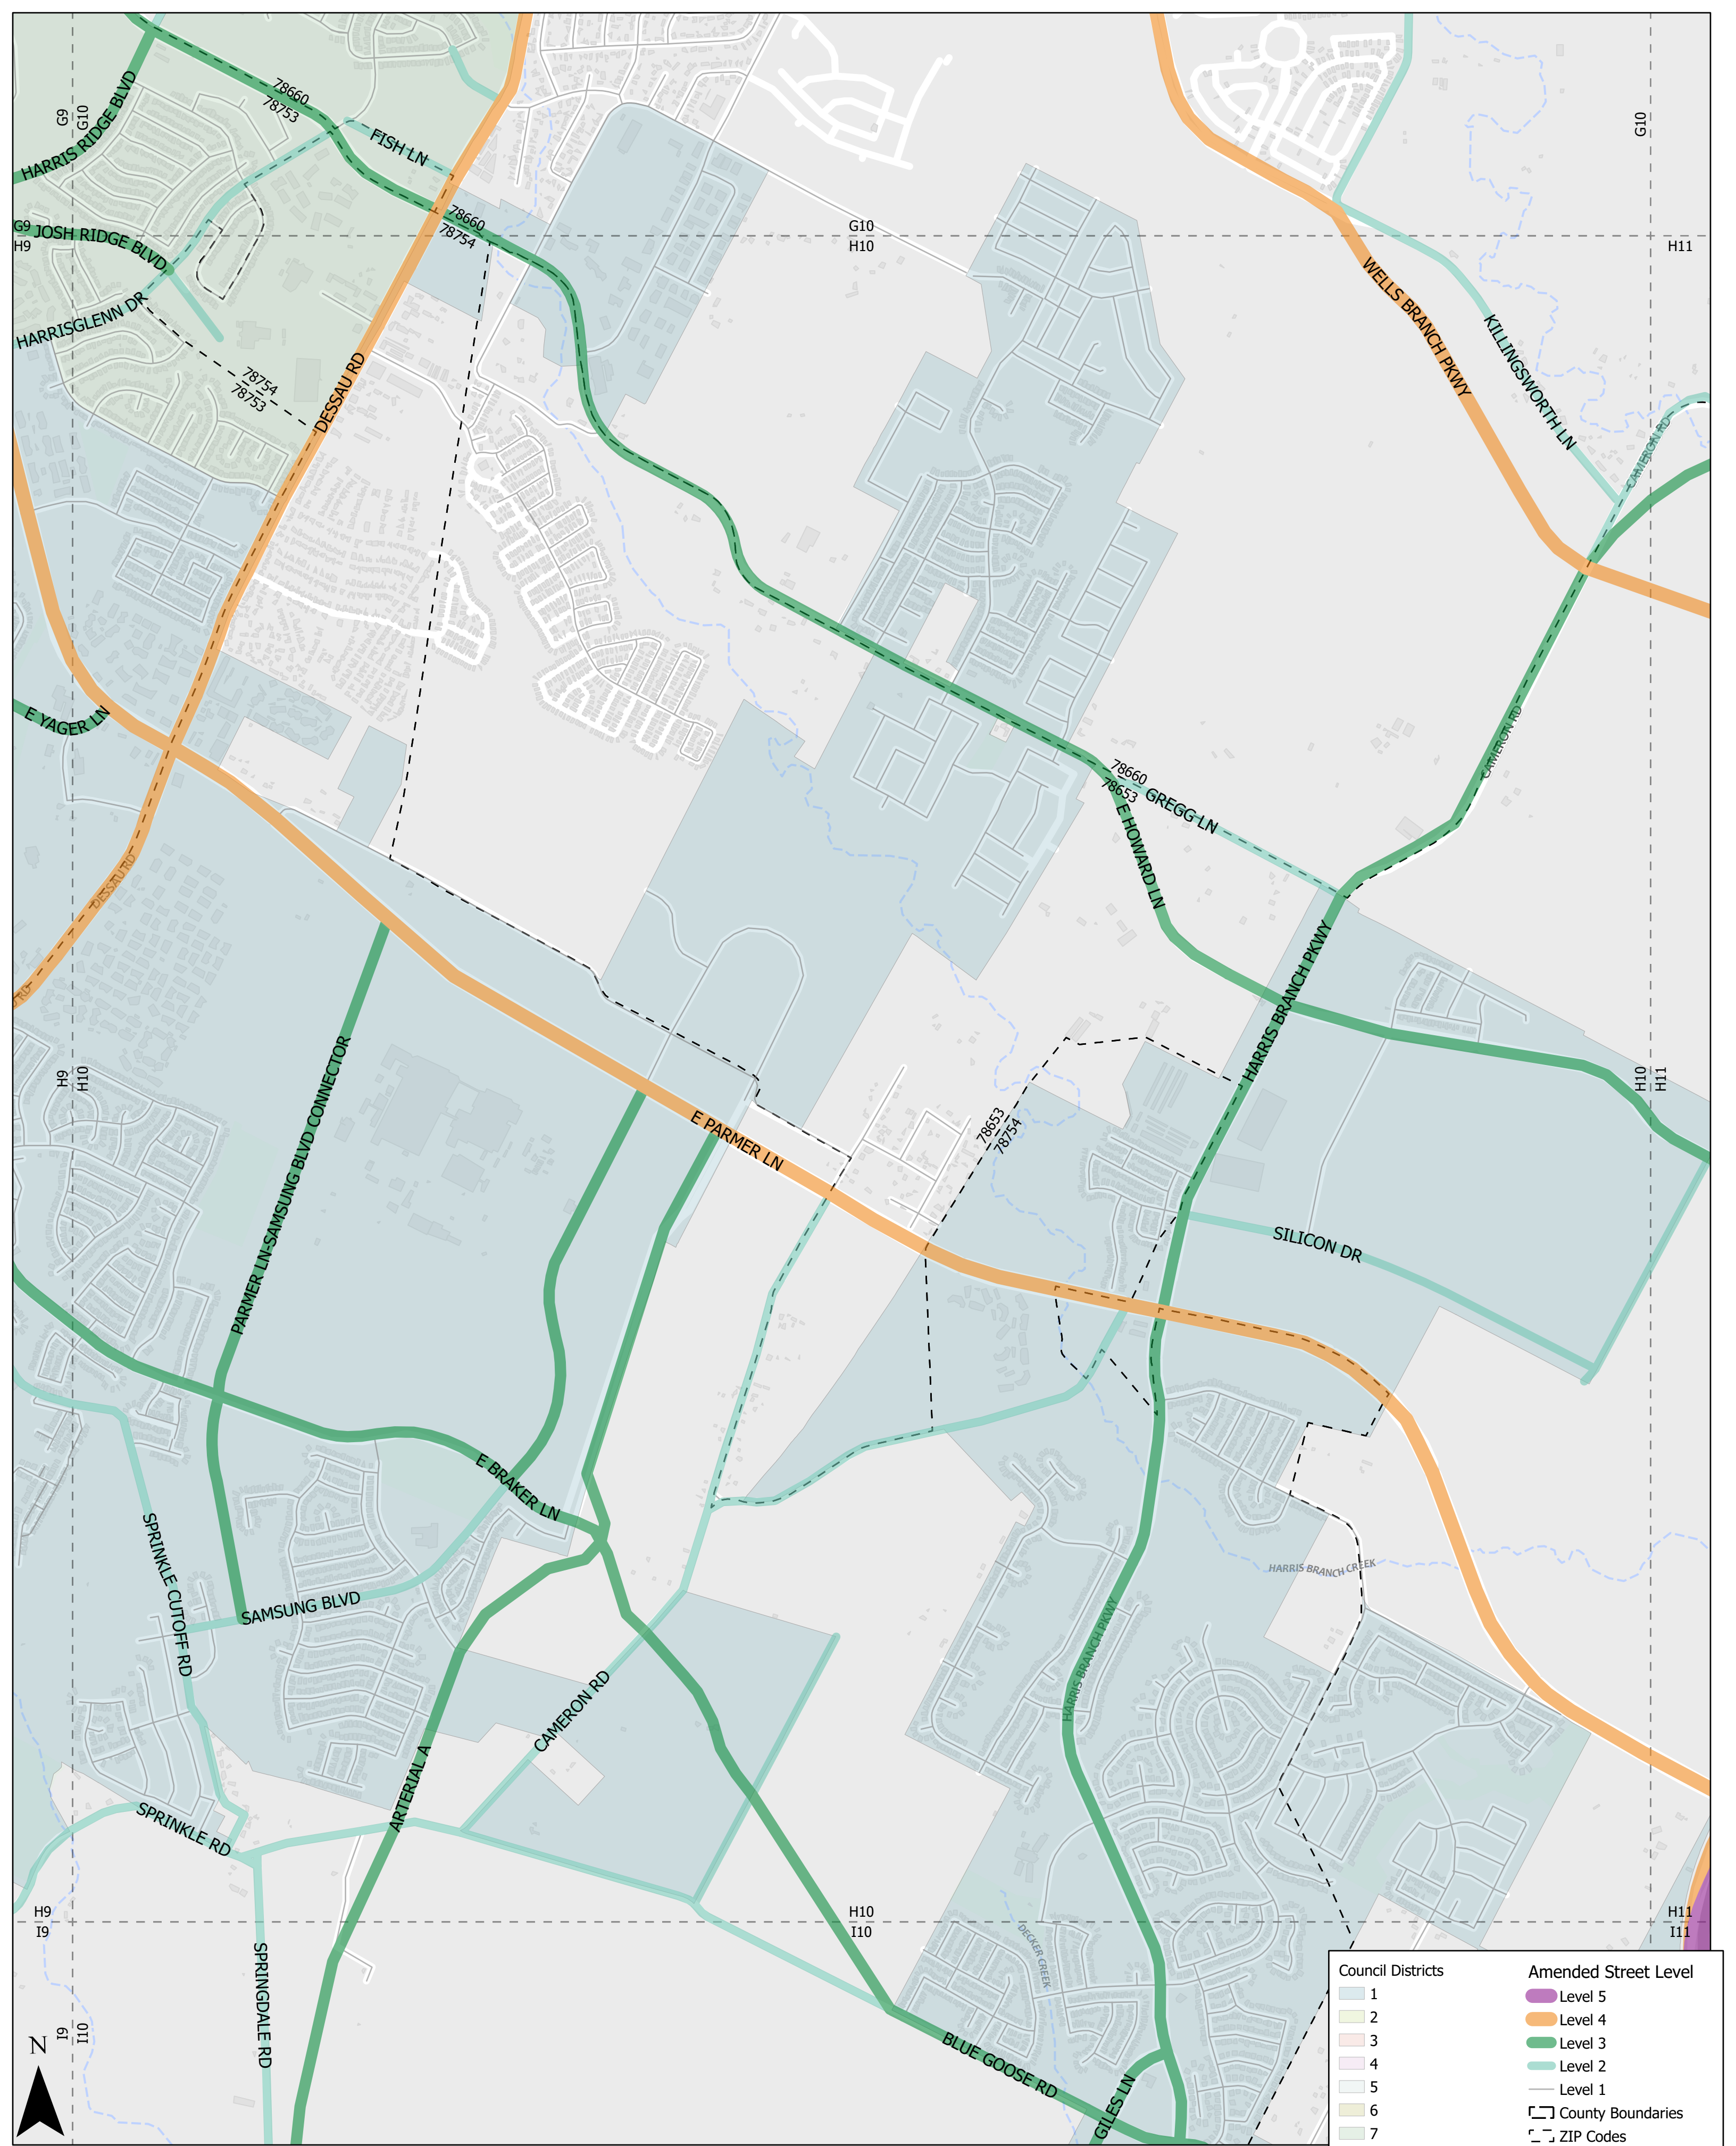 78660
78753
HARRIS RIDGE BLVD
G9
G10
G10
FISH LN
78660
78754
G9
H9
JOSH RIDGE BLVD
G10
H10
H11
HARRISGLENN DR
WELLS BRANCH PKWY
KILLINGSWORTH LN
78754
78753
DESSAU RD
CAMERON RD
E YAGER LN
CAMERON RD
78660
78653
GREGG LN
E HOWARD LN
DESSAU RD
RD
HARRIS BRANCH PKWY
H9
H10
H10
H11
PARMER LN-SAMSUNG BLVD CONNECTOR
E PARMER LN
78653
78754
SILICON DR
E BRAKER LN
SPRINKLE CUTOFF RD
SAMSUNG BLVD
HARRIS BRANCH CREEK
HARRIS BRANCH PKWY
CAMERON RD
ARTERIAL A
SPRINKLE RD
H9
I9
H10
I10
H11
I11
DECKER CREEK
SPRINGDALE RD
I9
I10
N
BLUE GOOSE RD
GILES LN
Council Districts
1
2
3
4
5
6
7
Amended Street Level
Level 5
Level 4
Level 3
Level 2
Level 1
County Boundaries
ZIP Codes